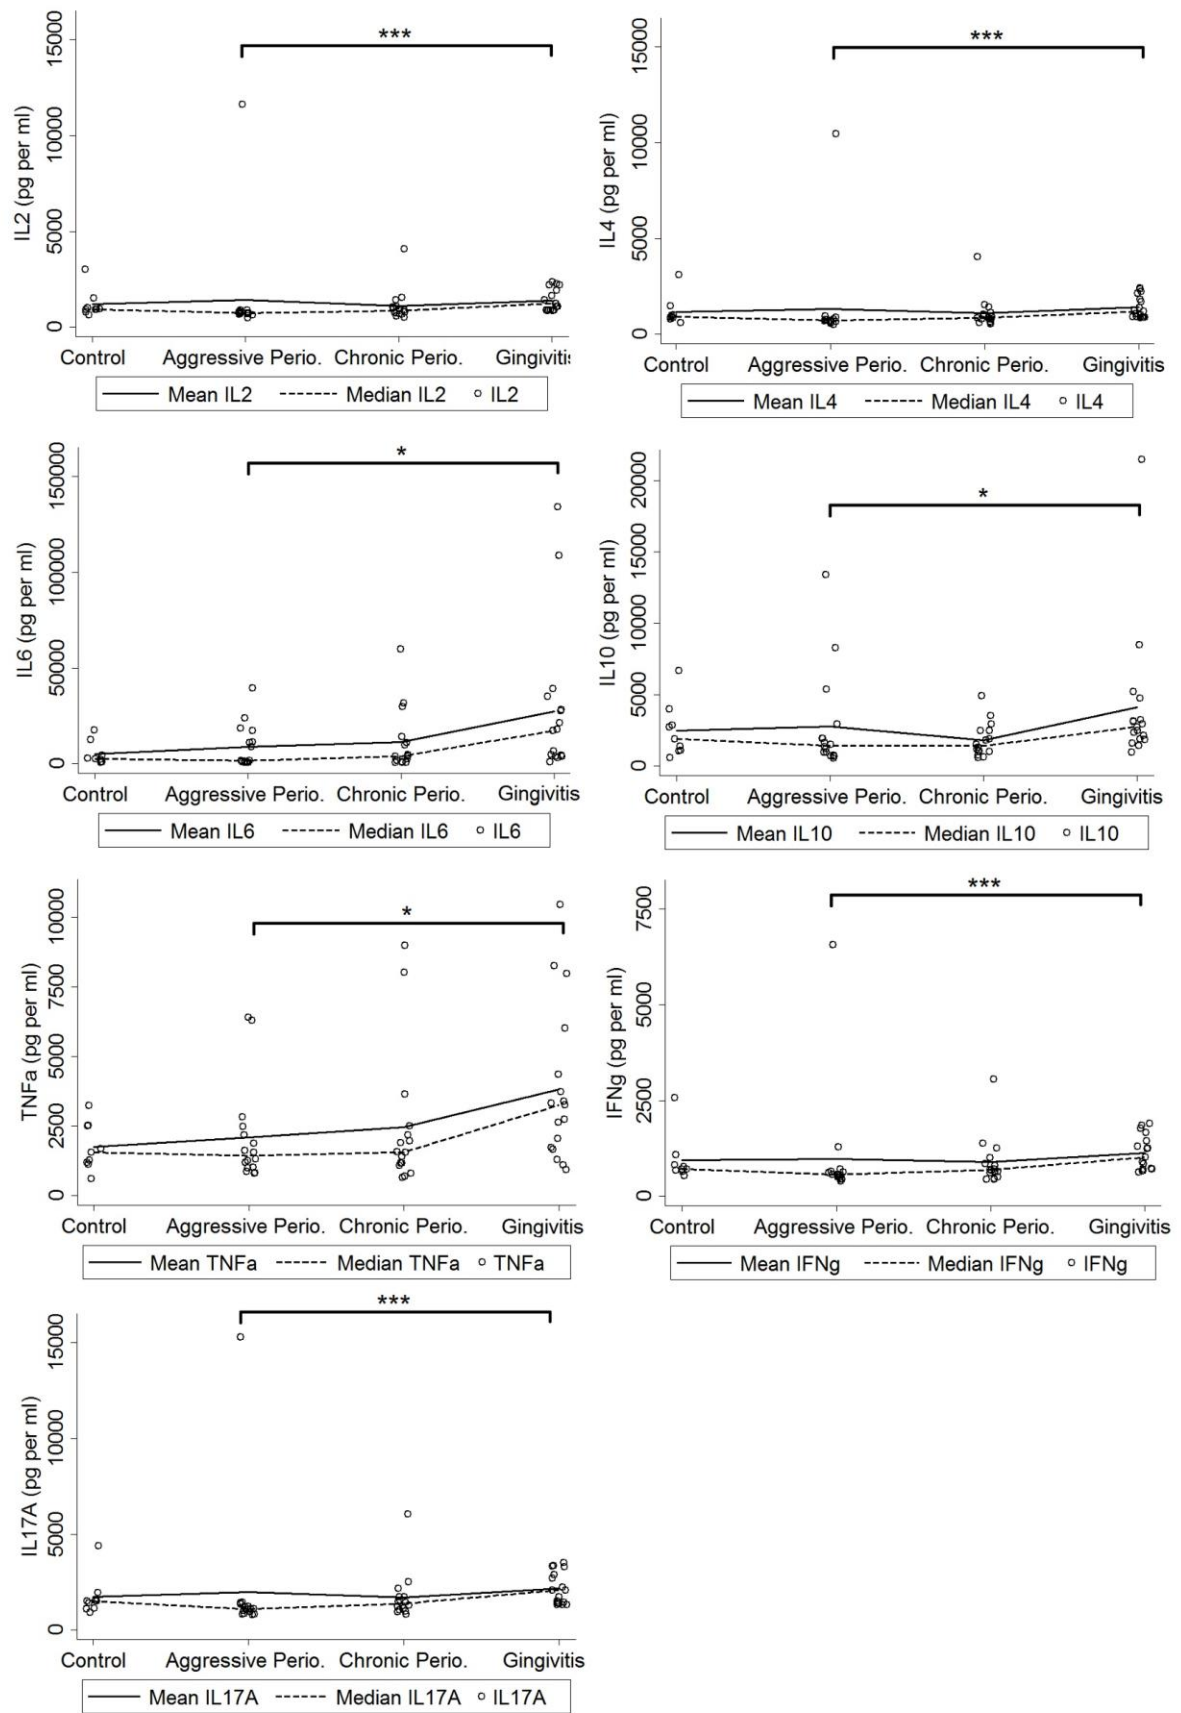 ***
15000
10000
5000
0
IL2 (pg per ml)
Control Aggressive Perio. Chronic Perio. Gingivitis
Mean IL2 Median IL2 IL2
***
15000
10000
5000
0
IL4 (pg per ml)
Control Aggressive Perio. Chronic Perio. Gingivitis
Mean IL4 Median IL4 IL4
*
150000
100000
50000
0
IL6 (pg per ml)
Control Aggressive Perio. Chronic Perio. Gingivitis
Mean IL6 Median IL6 IL6
*
20000
15000
10000
5000
0
IL10 (pg per ml)
Control Aggressive Perio. Chronic Perio. Gingivitis
Mean IL10 Median IL10 IL10
*
10000
7500
5000
2500
0
TNFa (pg per ml)
Control Aggressive Perio. Chronic Perio. Gingivitis
Mean TNFa Median TNFa TNFa
***
7500
5000
2500
0
IFNg (pg per ml)
Control Aggressive Perio. Chronic Perio. Gingivitis
Mean IFNg Median IFNg IFNg
***
15000
10000
5000
0
IL17A (pg per ml)
Control Aggressive Perio. Chronic Perio. Gingivitis
Mean IL17A Median IL17A IL17A